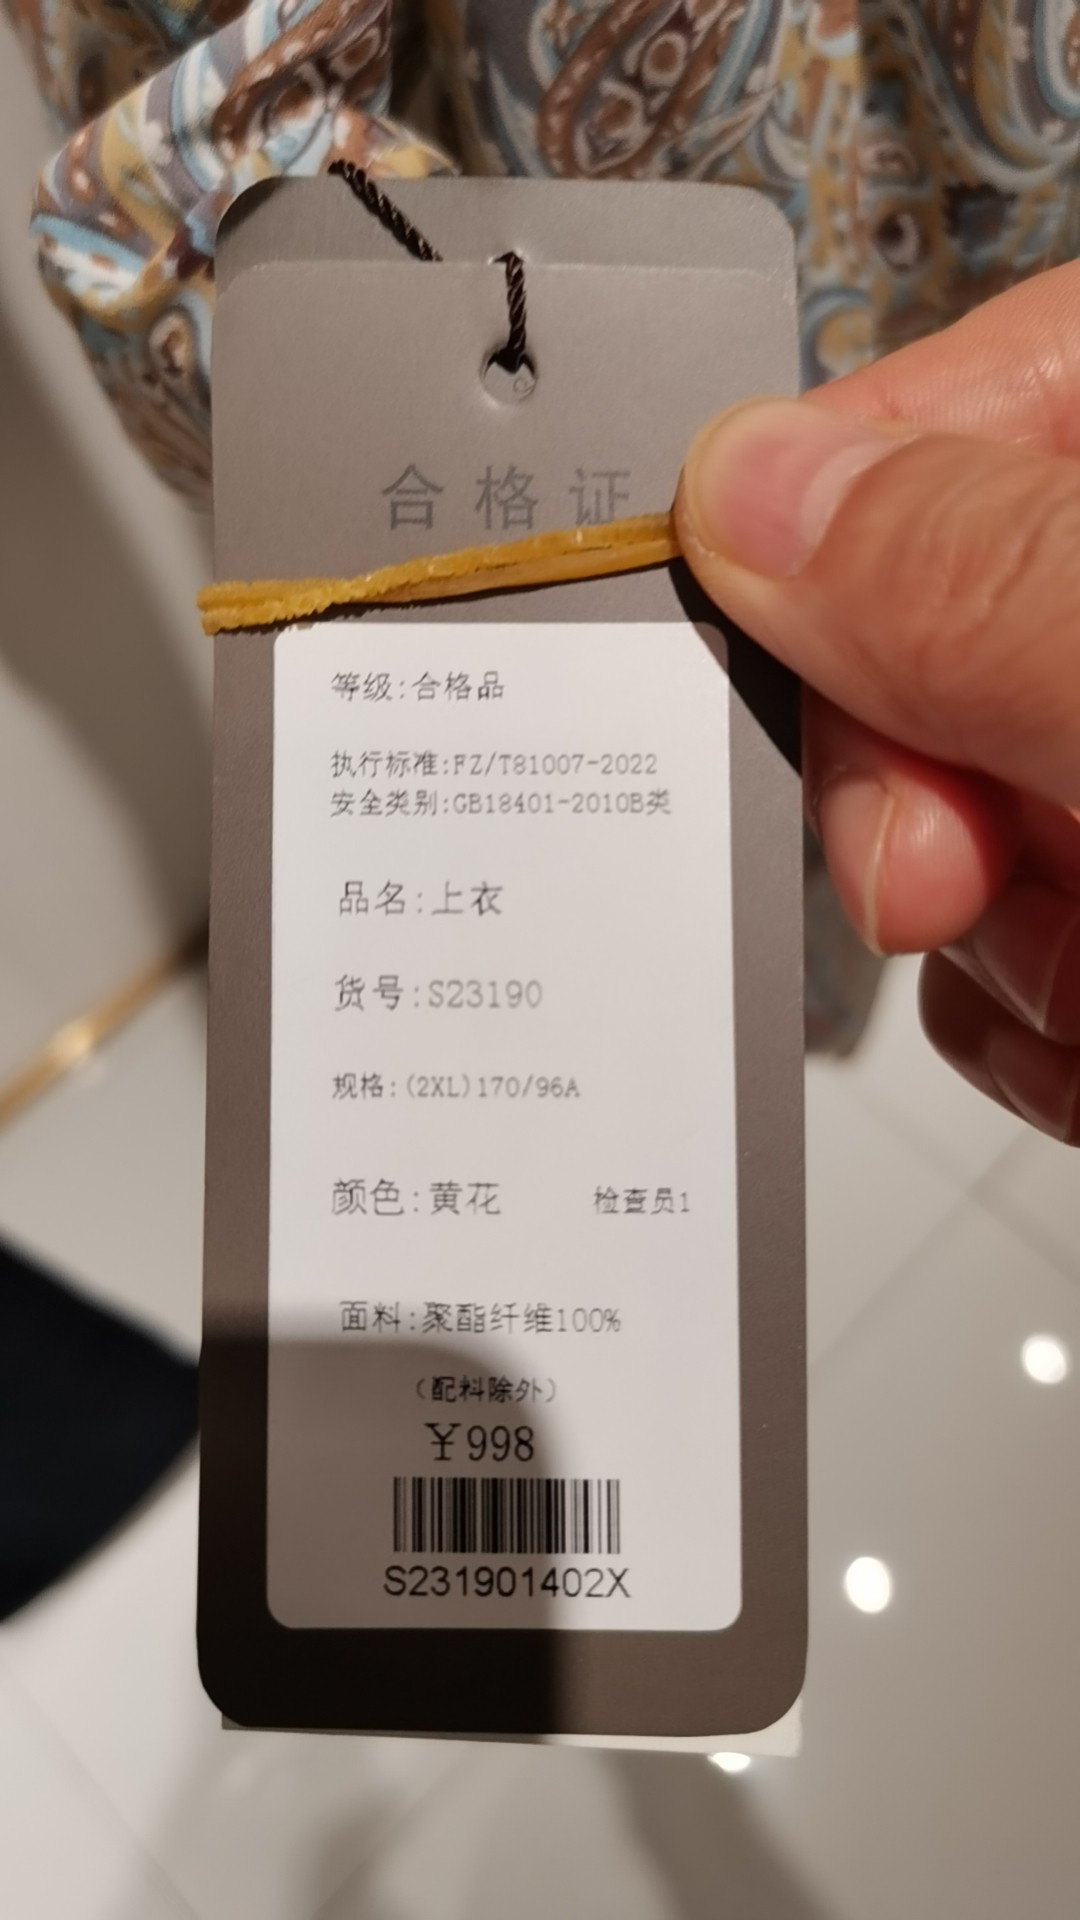 合格证
等级:合格品
执行标准:FZ/T81007-2022
安全类别:GB18401-2010B类
品名:上衣
货号:S23190
规格:(2XL)170/96A
颜色:黄花 检查员1
面料:聚酯纤维100%
(配料除外)
¥998
S231901402X